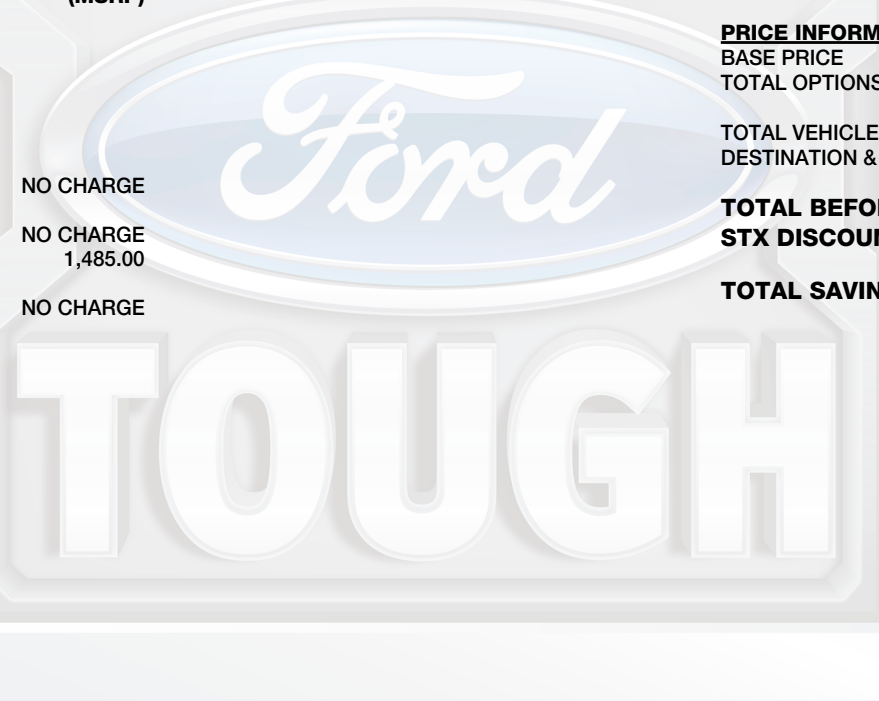 (MSRP)
NO CHARGE
NO CHARGE
1,485.00
NO CHARGE
PRICE INFORM
BASE PRICE
TOTAL OPTIONS
TOTAL VEHICLE
DESTINATION &
TOTAL BEFO
STX DISCOUN
TOTAL SAVIN
Ford
TOUGH